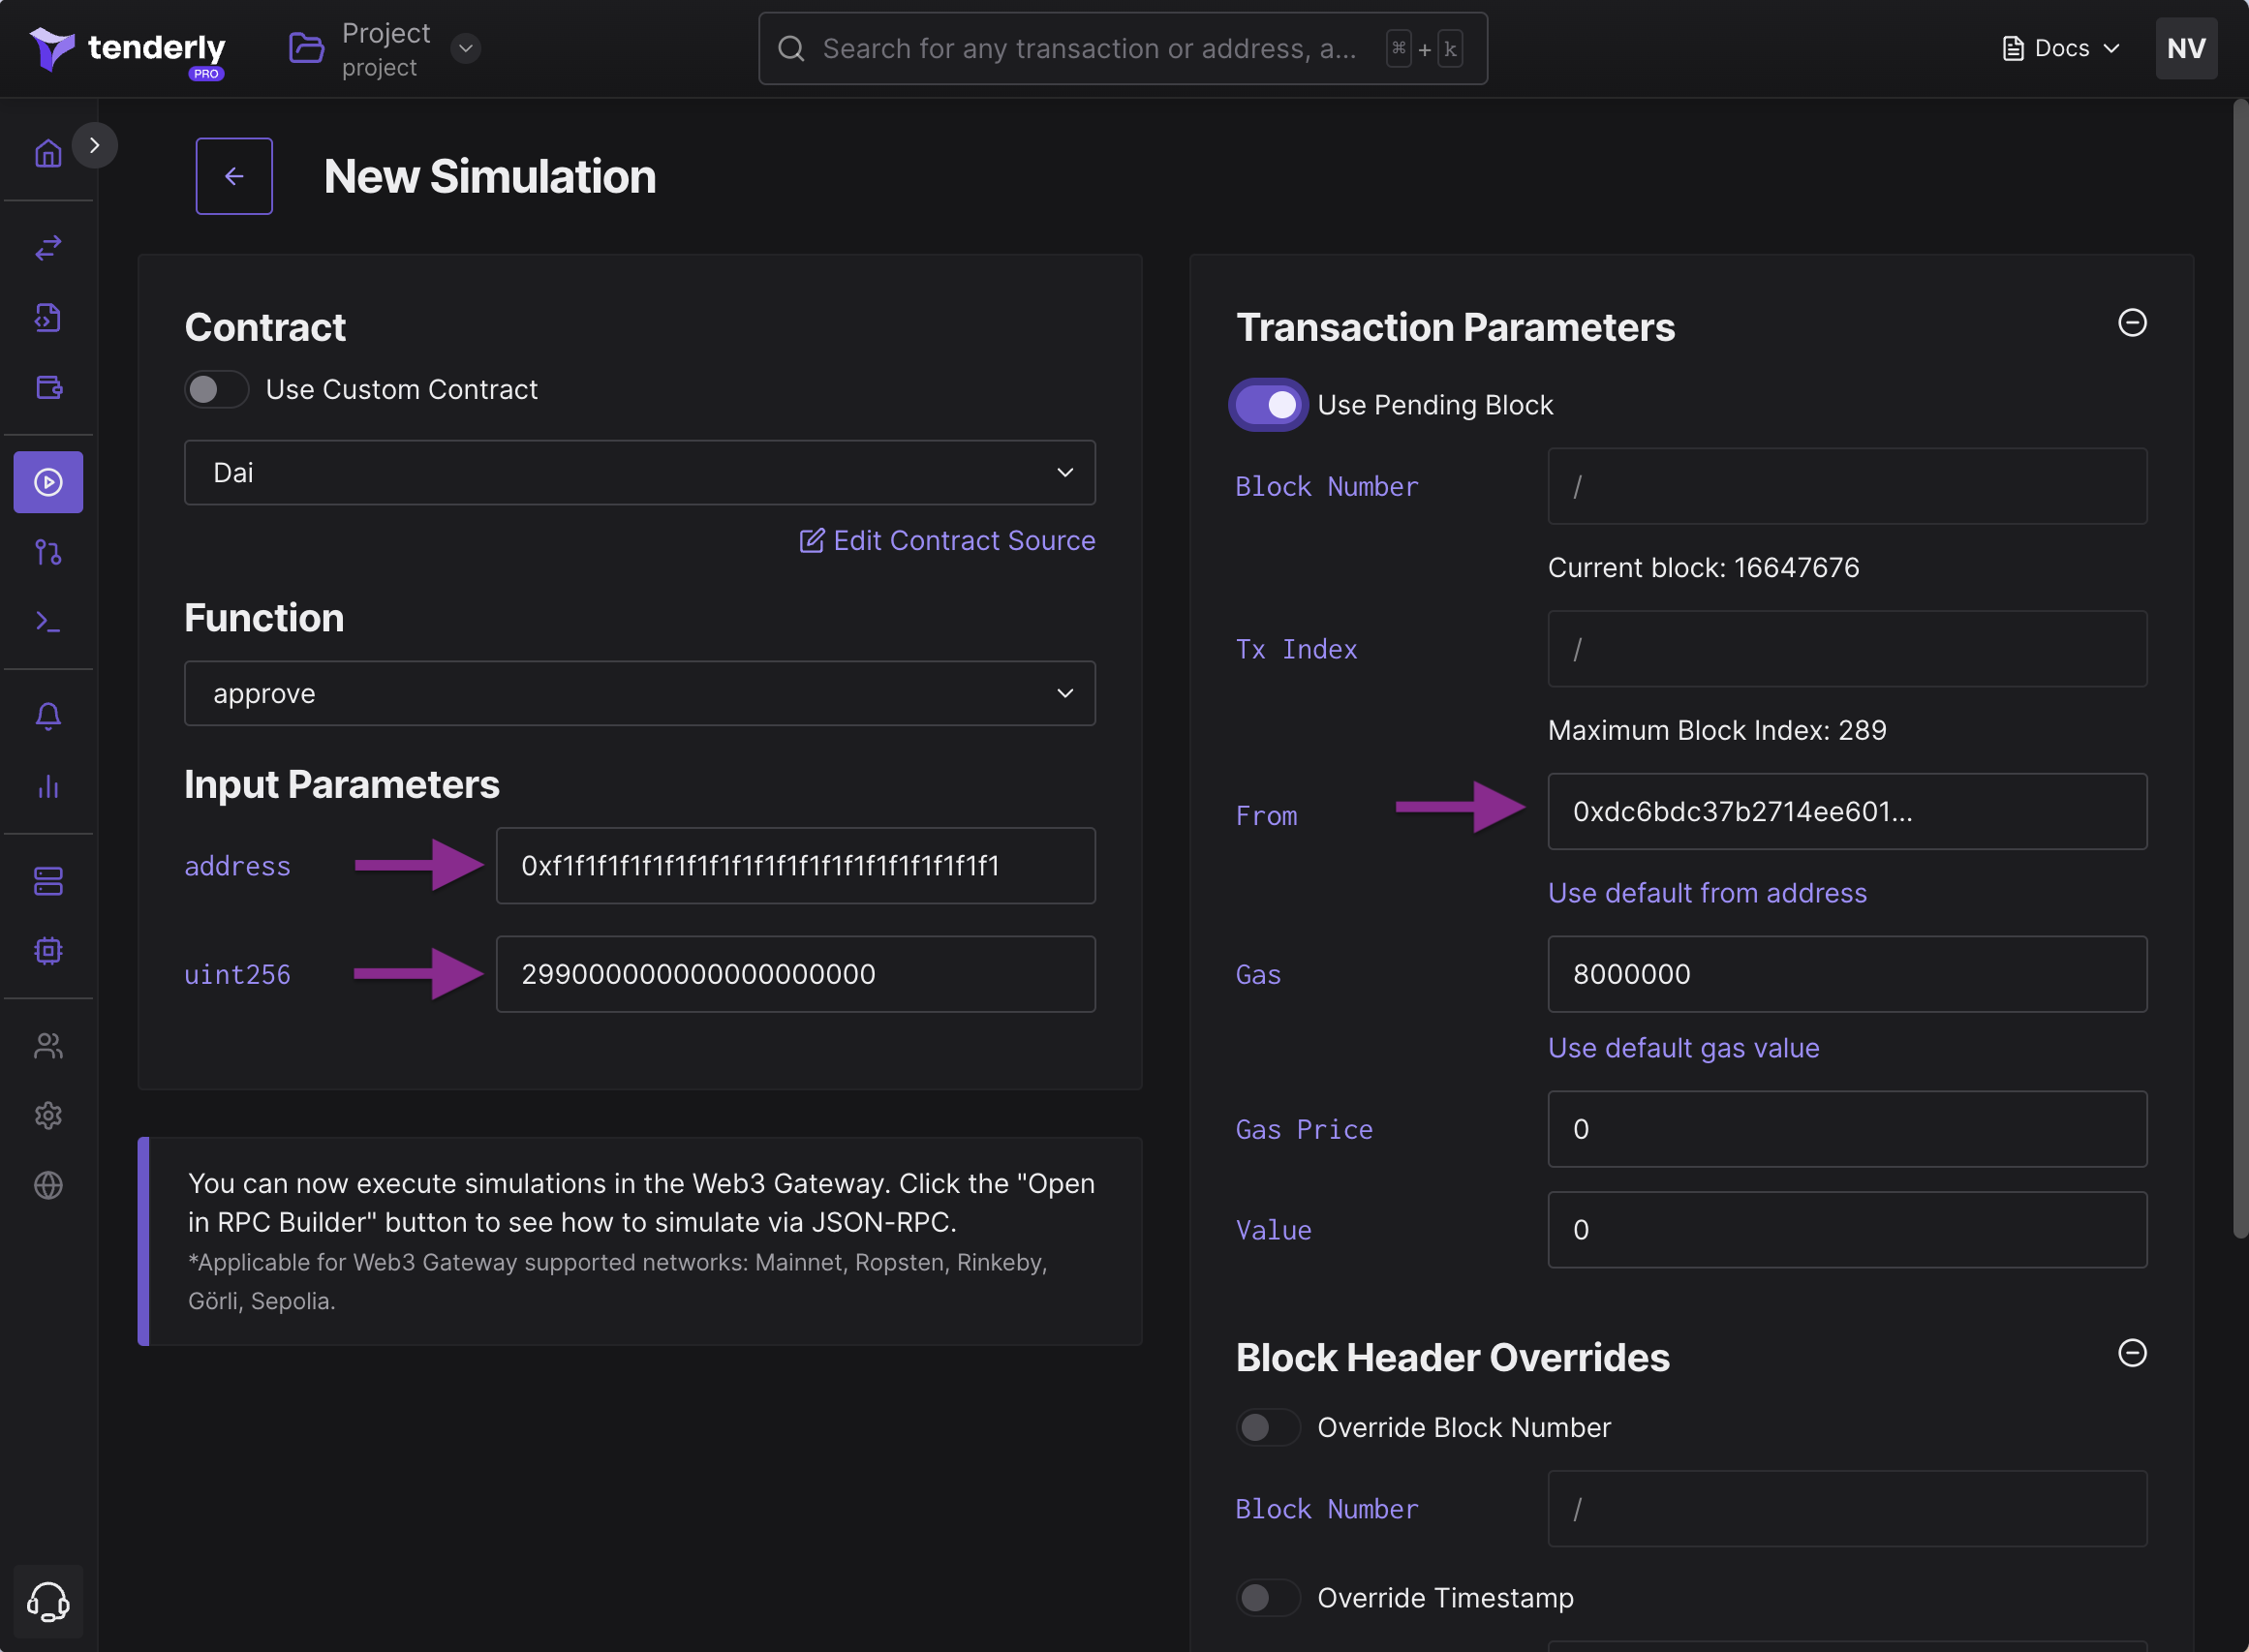 tenderly
PRO
Project
project
Search for any transaction or address, a...
⌘ + k
Docs
NV
New Simulation
Contract
Use Custom Contract
Dai
Edit Contract Source
Function
approve
Input Parameters
address
0xf1f1f1f1f1f1f1f1f1f1f1f1f1f1f1f1f1f1f1f1
uint256
299000000000000000000
You can now execute simulations in the Web3 Gateway. Click the "Open
in RPC Builder" button to see how to simulate via JSON-RPC.
*Applicable for Web3 Gateway supported networks: Mainnet, Ropsten, Rinkeby,
Görli, Sepolia.
Transaction Parameters
Use Pending Block
Block Number
/
Current block: 16647676
Tx Index
/
Maximum Block Index: 289
From
0xdc6bdc37b2714ee601...
Use default from address
Gas
8000000
Use default gas value
Gas Price
0
Value
0
Block Header Overrides
Override Block Number
Block Number
/
Override Timestamp